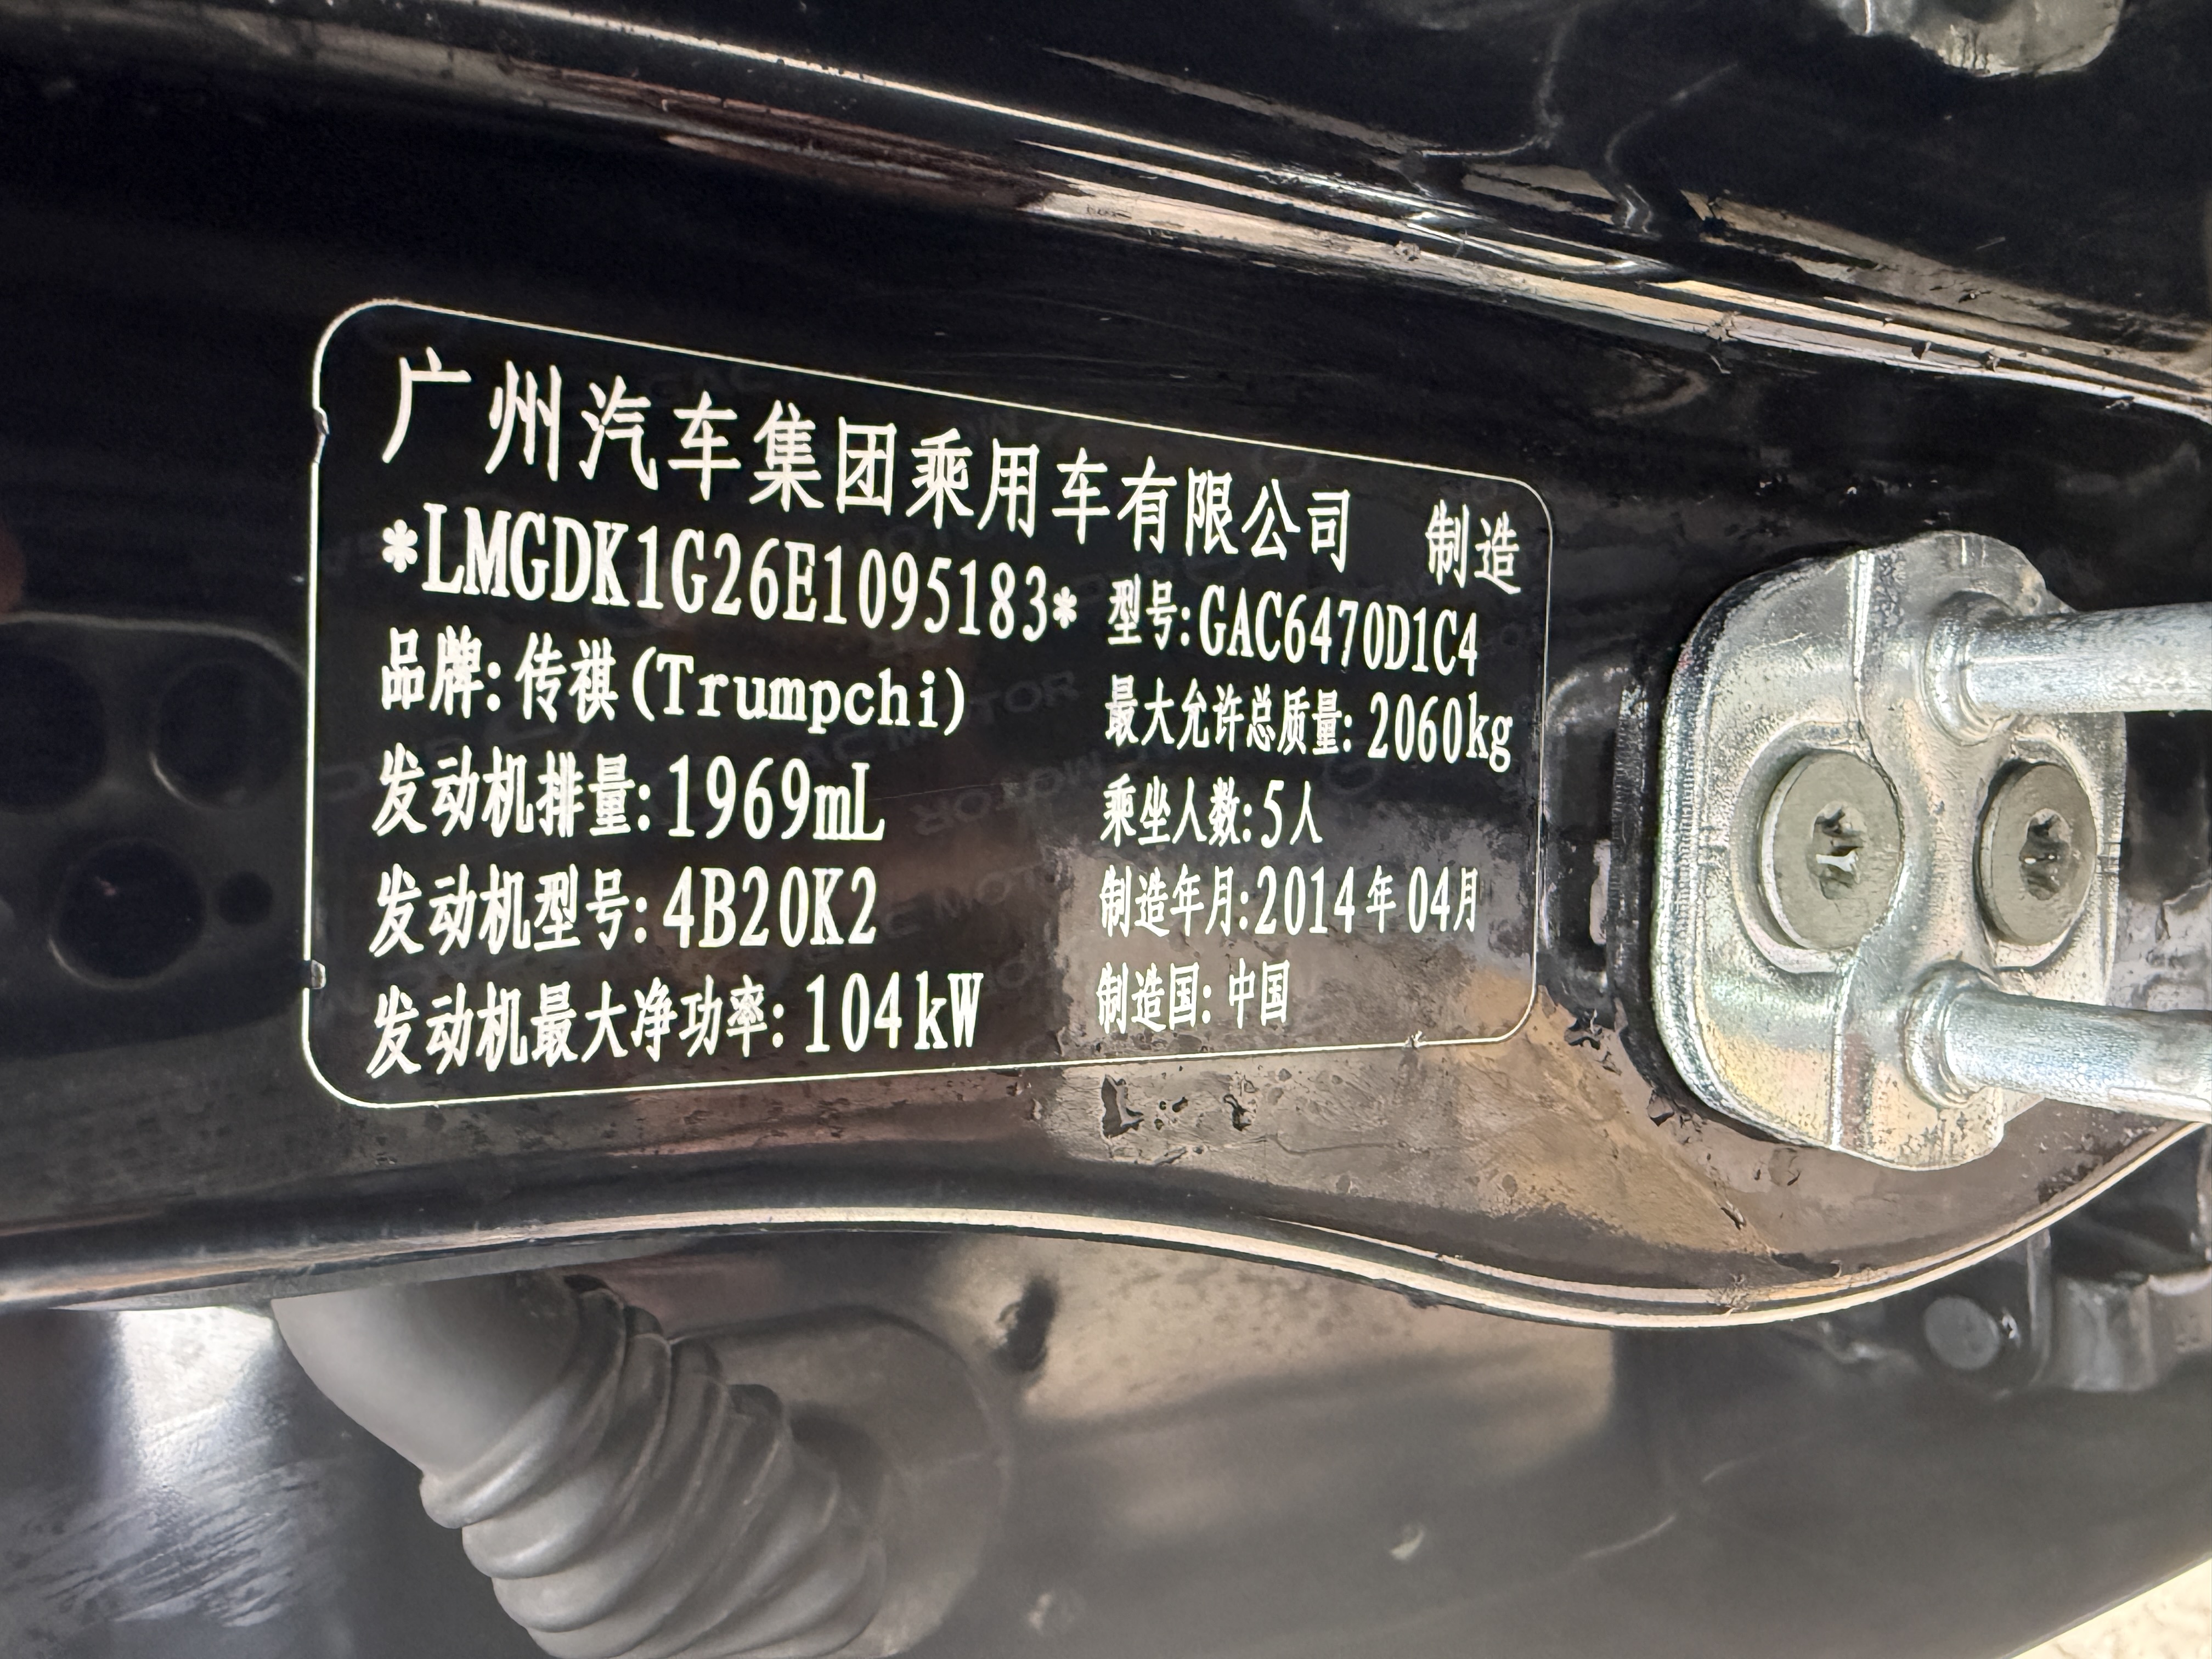 广州汽车集团乘用车有限公司 制造
*LMGDK1G26E1095183* 型号:GAC6470D1C4
品牌:传祺(Trumpchi) 最大允许总质量:2060kg
发动机排量:1969mL 乘坐人数:5人
发动机型号:4B20K2 制造年月:2014年04月
发动机最大净功率:104kW 制造国:中国